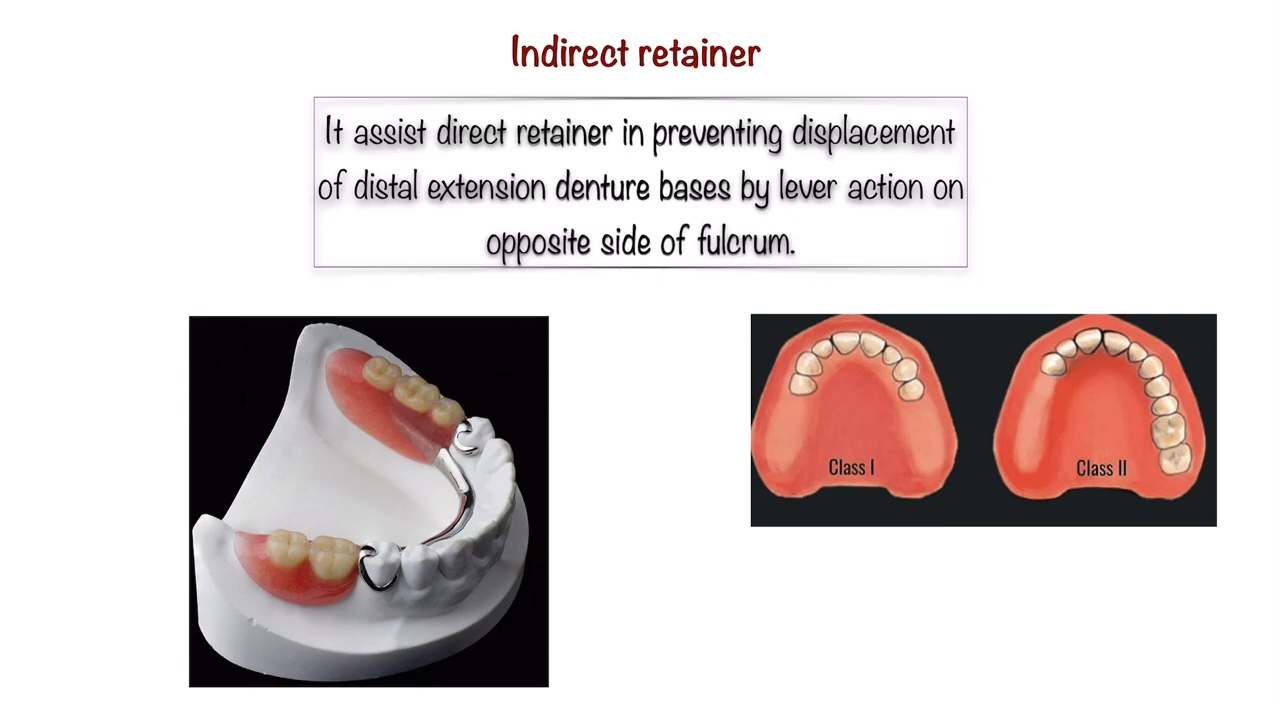 Indirect retainer
It assist direct retainer in preventing displacement
of distal extension denture bases by lever action on
opposite side of fulcrum.
Class I
Class II